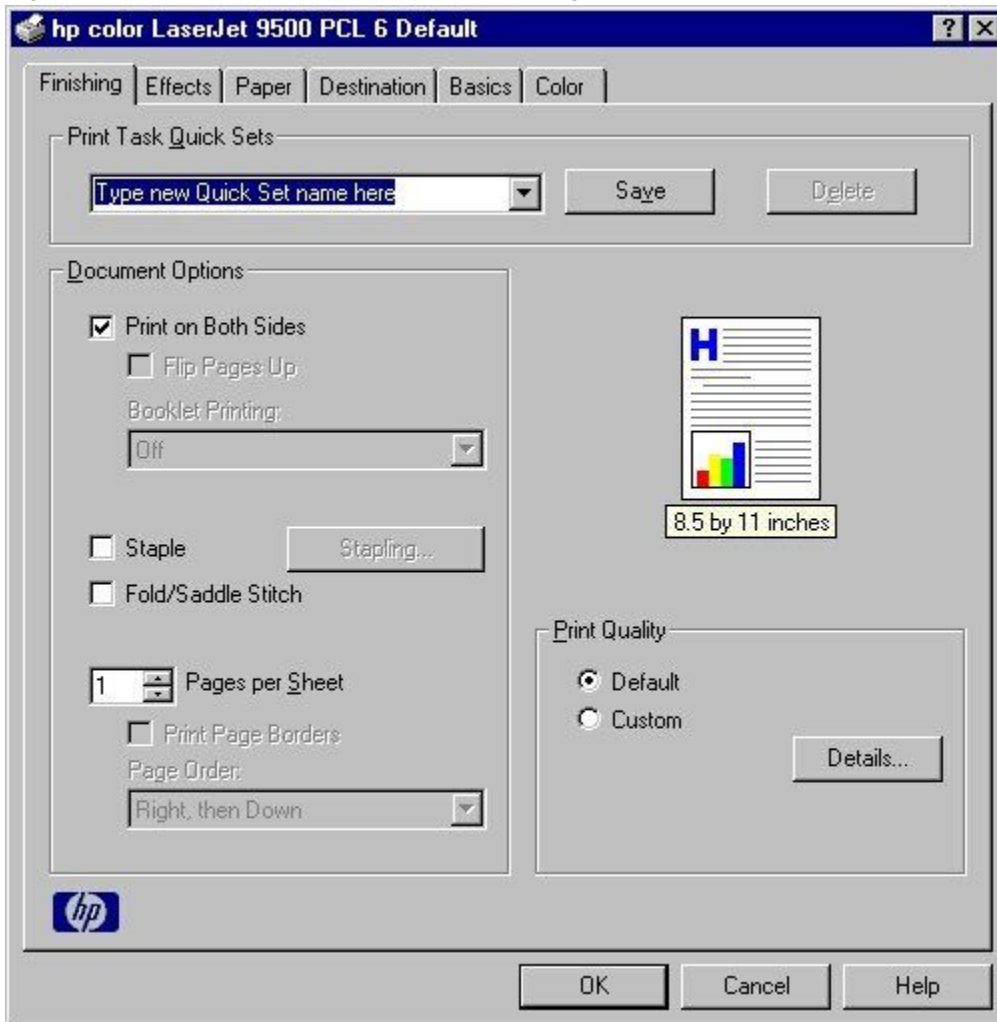 hp color LaserJet 9500 PCL 6 Default
Finishing Effects Paper Destination Basics Color
Print Task Quick Sets
Type new Quick Set name here Save Delete
Document Options
Print on Both Sides
Flip Pages Up
Booklet Printing:
Off
H
8.5 by 11 inches
Staple Stapling...
Fold/Saddle Stitch
1 Pages per Sheet
Print Page Borders
Page Order:
Right, then Down
Print Quality
Default
Custom
Details...
hp
OK Cancel Help